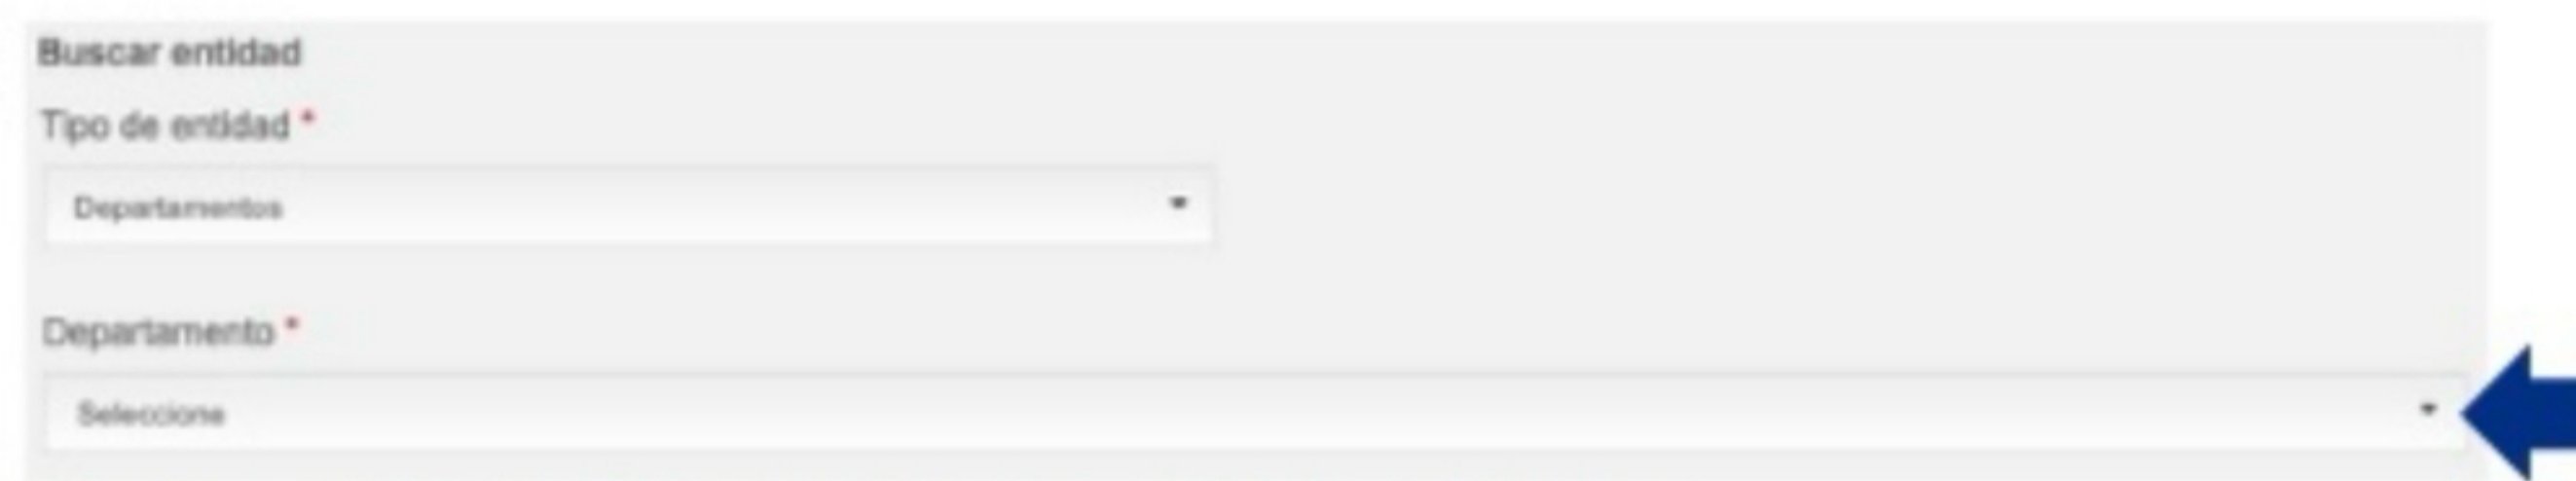 Buscar entidad
Tipo de entidad *
Departamentos
Departamento *
Seleccione